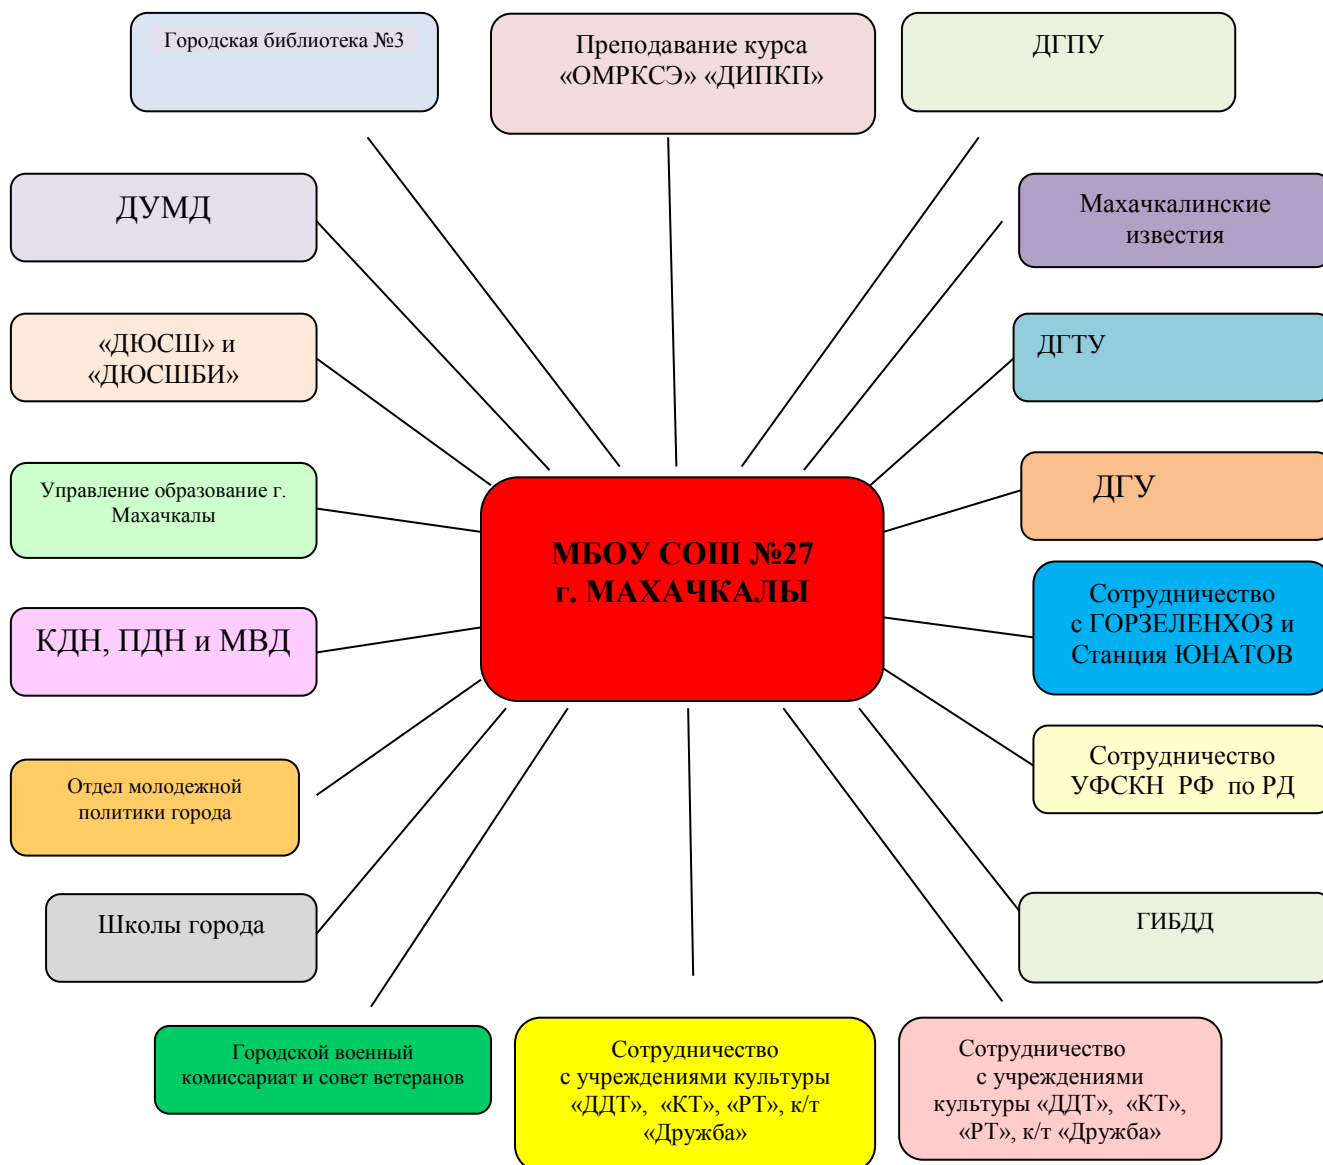 Городская библиотека №3
Преподавание курса
«ОМРКСЭ» «ДИПКП»
ДГПУ
ДУМД
Махачкалинские
известия
«ДЮСШ» и
«ДЮСШБИ»
ДГТУ
Управление образование г.
Махачкалы
ДГУ
МБОУ СОШ №27
г. МАХАЧКАЛЫ
КДН, ПДН и МВД
Сотрудничество
с ГОРЗЕЛЕНХОЗ и
Станция ЮНАТОВ
Отдел молодежной
политики города
Сотрудничество
УФСКН РФ по РД
Школы города
ГИБДД
Городской военный
комиссариат и совет ветеранов
Сотрудничество
с учреждениями культуры
«ДДТ», «КТ», «РТ», к/т
«Дружба»
Сотрудничество
с учреждениями
культуры «ДДТ», «КТ»,
«РТ», к/т «Дружба»